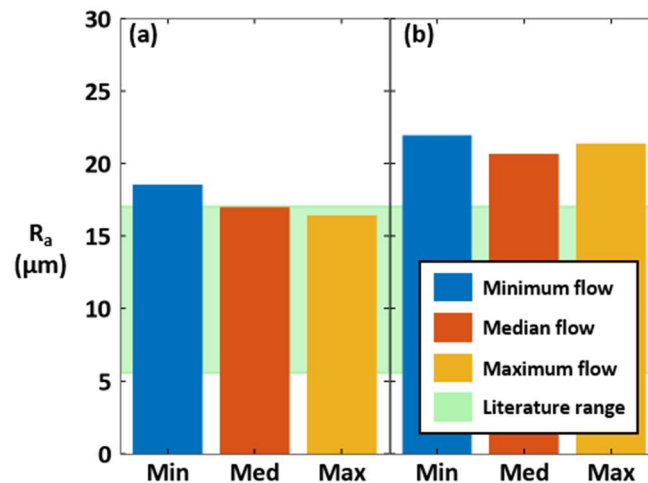 30
(a)
(b)
25
20
15
10
5
0
Ra
(μm)
Minimum flow
Median flow
Maximum flow
Literature range
Min Med Max Min Med Max